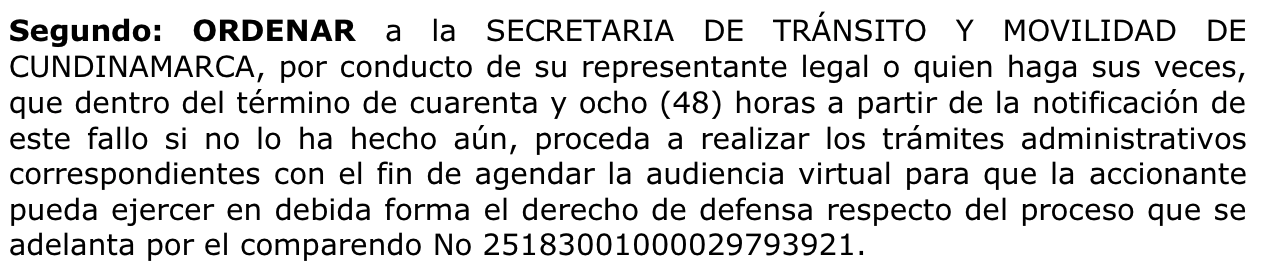 Segundo: ORDENAR a la SECRETARIA DE TRÁNSITO Y MOVILIDAD DE
CUNDINAMARCA, por conducto de su representante legal o quien haga sus veces,
que dentro del término de cuarenta y ocho (48) horas a partir de la notificación de
este fallo si no lo ha hecho aún, proceda a realizar los trámites administrativos
correspondientes con el fin de agendar la audiencia virtual para que la accionante
pueda ejercer en debida forma el derecho de defensa respecto del proceso que se
adelanta por el comparendo No 25183001000029793921.